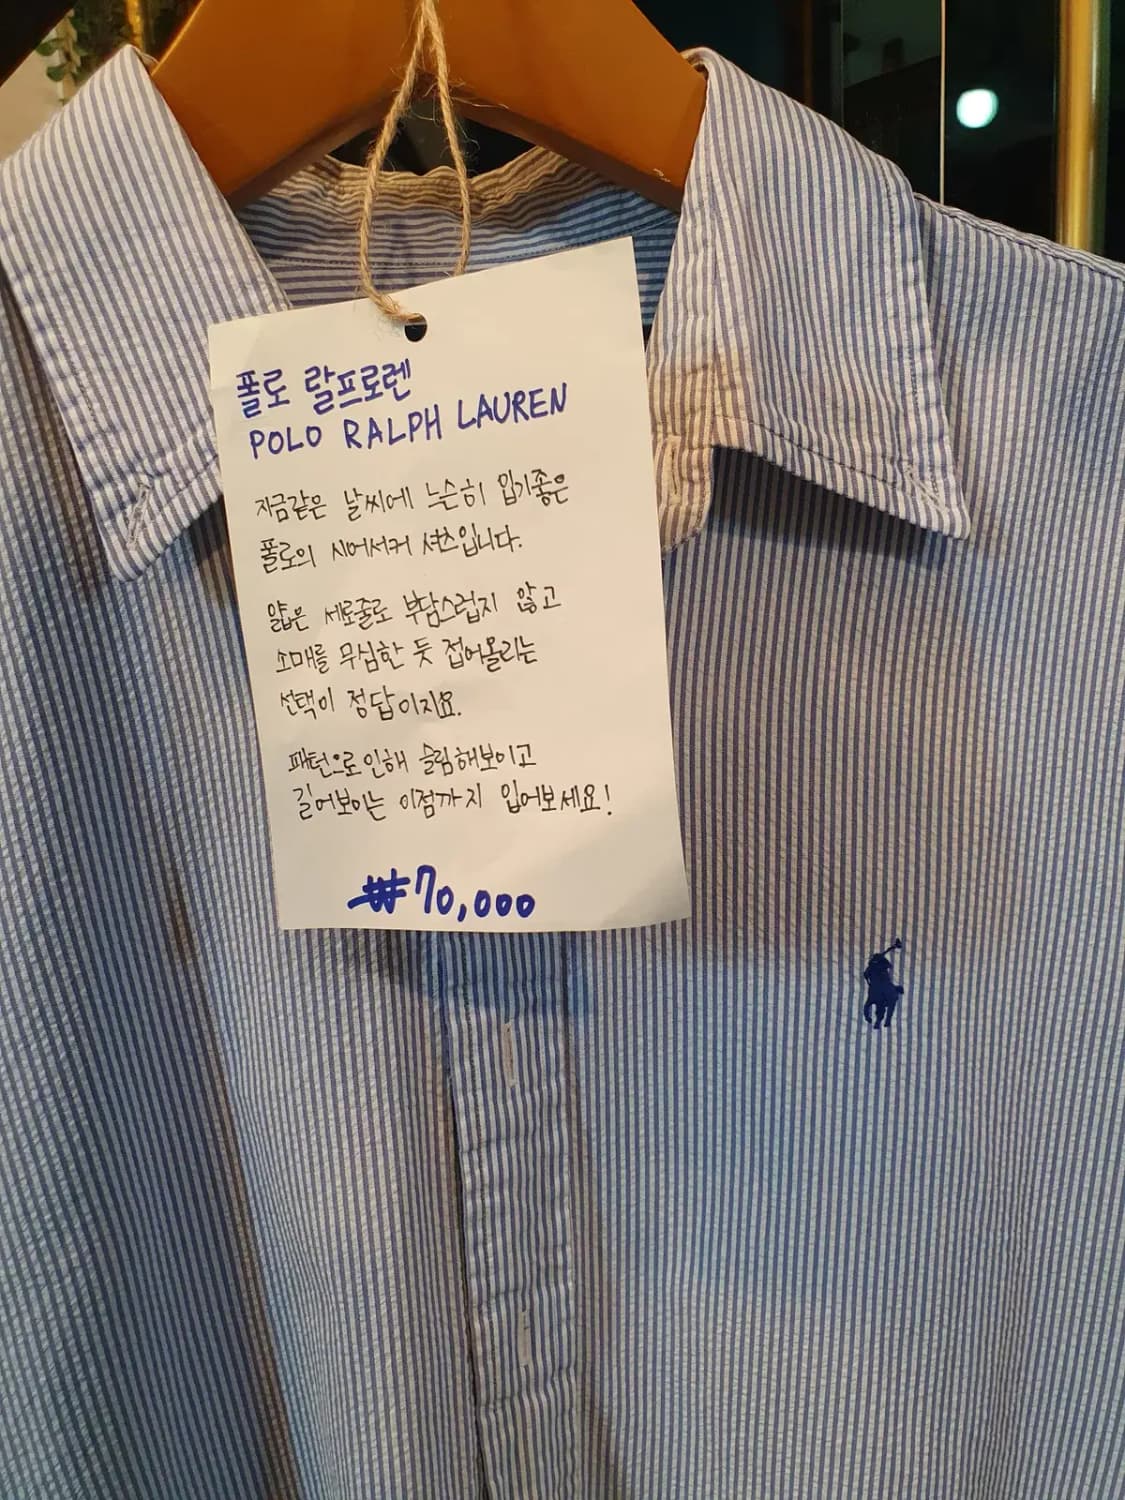 폴로 랄프로렌
POLO RALPH LAUREN
지금같은 날씨에 느슨히 입기좋은
폴로의 시어서커 셔츠입니다.
얇은 세로줄로 부담스럽지 않고
소매를 무심한 듯 접어올리는
선택이 정답이지요.
패턴으로인해 슬림해보이고
길어보이는 이점까지 입어보세요!
₩70,000